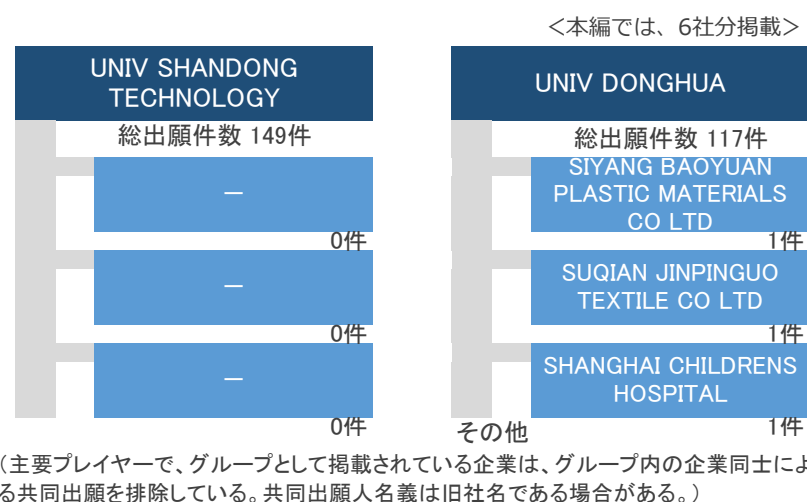 ＜本編では、6社分掲載＞
UNIV SHANDONG
TECHNOLOGY
総出願件数 149件
－
0件
－
0件
－
0件
UNIV DONGHUA
総出願件数 117件
SIYANG BAOYUAN
PLASTIC MATERIALS
CO LTD
1件
SUQIAN JINPINGUO
TEXTILE CO LTD
1件
SHANGHAI CHILDRENS
HOSPITAL
1件
その他
（主要プレイヤーで、グループとして掲載されている企業は、グループ内の企業同士によ
る共同出願を排除している。共同出願人名義は旧社名である場合がある。）